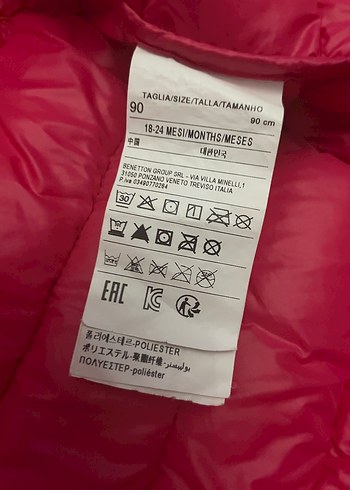 TAGLIA/SIZE/TALLA/TAMANHO
90
90 cm
18-24 MESI/MONTHS/MESES
中国
대한민국
BENETTON GROUP SRL - VIA VILLA MINELLI,1
31050 PONZANO VENETO TREVISO ITALIA
P.iva 03490770264
30
EAC
폴리에스테르-POLIESTER
ポリエステル-聚酯纤维-بوليستر
ΠΟΛΥΕΣΤΕΡ-poliéster